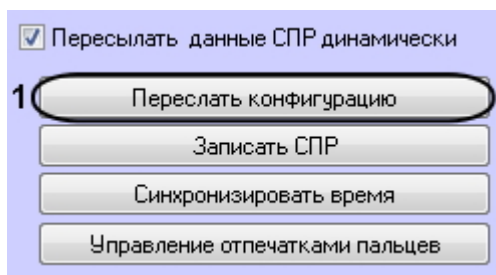 Пересылать данные СПР динамически
1 Переслать конфигурацию
Записать СПР
Синхронизировать время
Управление отпечатками пальцев